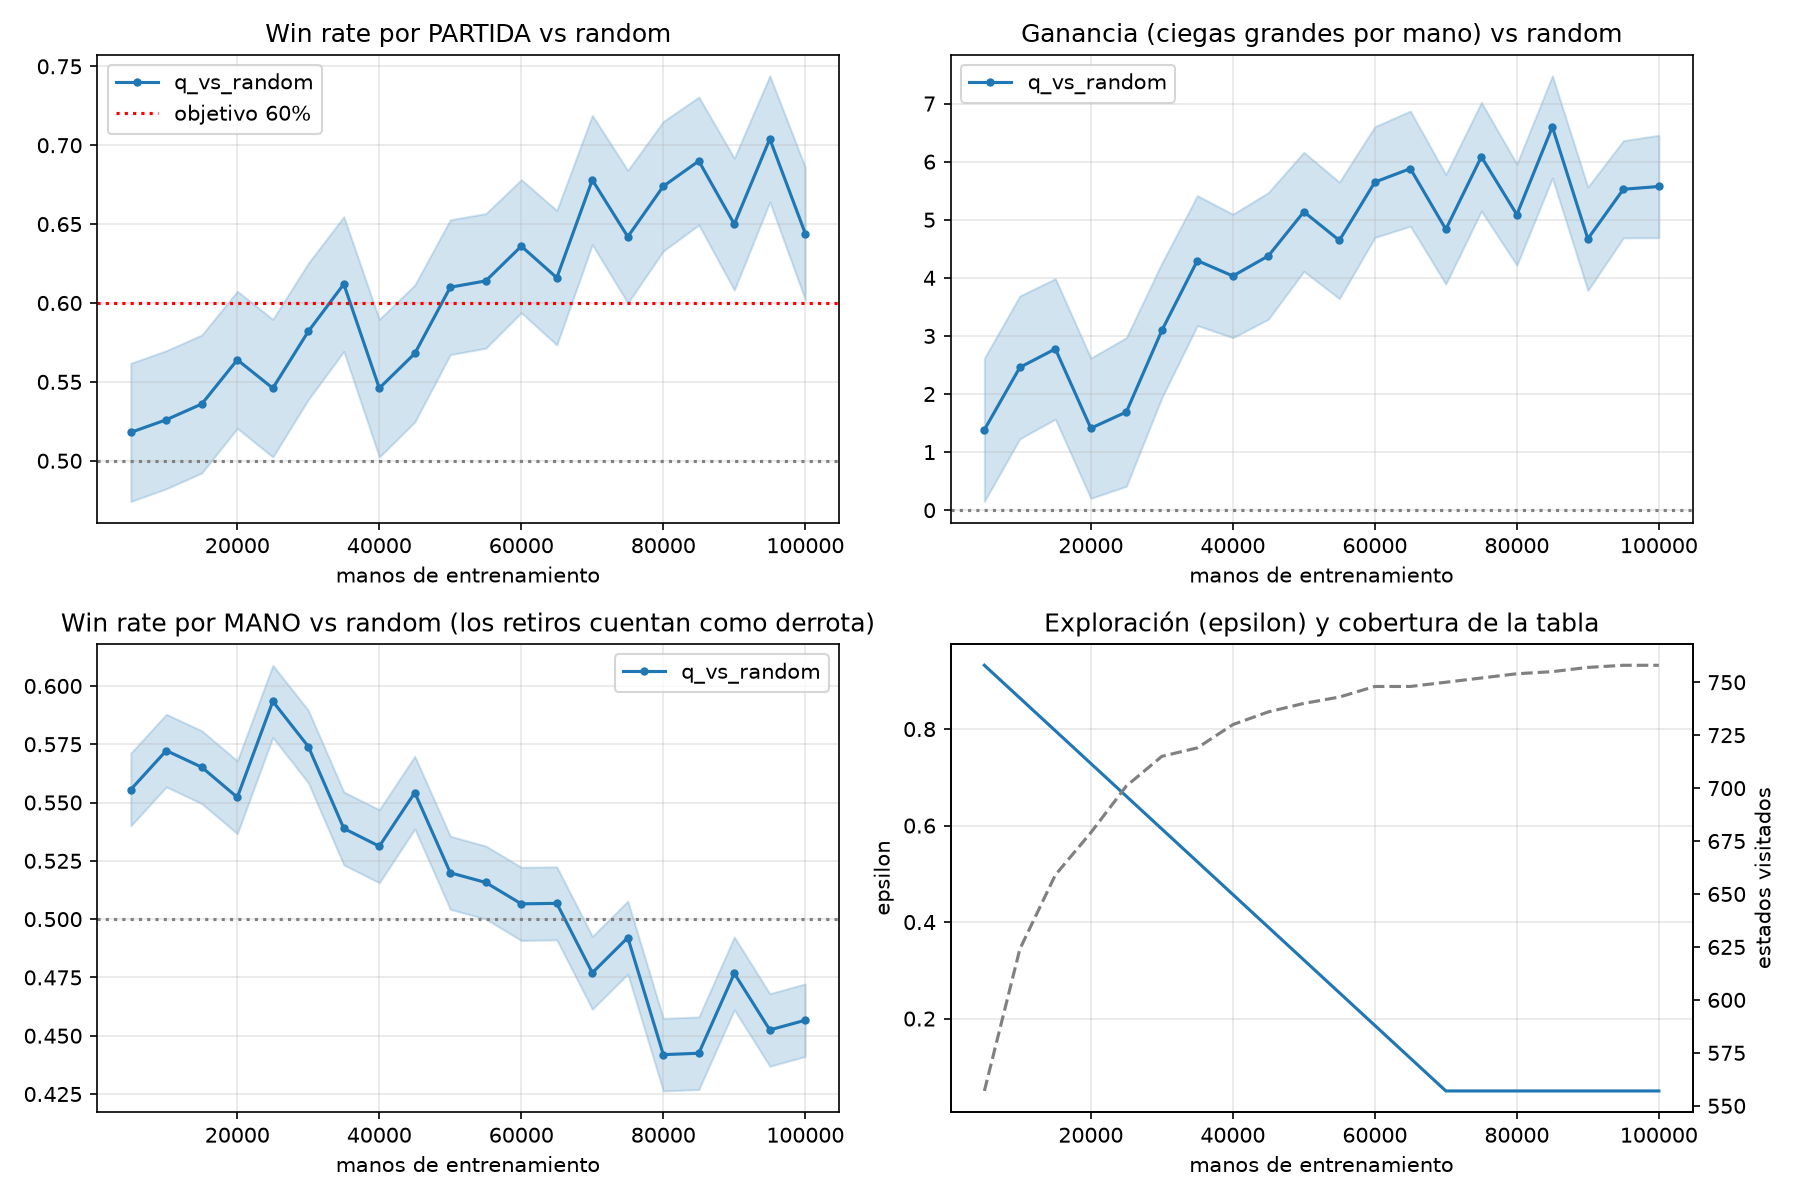 Win rate por PARTIDA vs random
q_vs_random
objetivo 60%
0.75
0.70
0.65
0.60
0.55
0.50
20000 40000 60000 80000 100000
manos de entrenamiento
Ganancia (ciegas grandes por mano) vs random
q_vs_random
7
6
5
4
3
2
1
0
20000 40000 60000 80000 100000
manos de entrenamiento
Win rate por MANO vs random (los retiros cuentan como derrota)
q_vs_random
0.600
0.575
0.550
0.525
0.500
0.475
0.450
0.425
20000 40000 60000 80000 100000
manos de entrenamiento
Exploración (epsilon) y cobertura de la tabla
epsilon
0.8
0.6
0.4
0.2
750
725
700
675
650
625
600
575
550
estados visitados
20000 40000 60000 80000 100000
manos de entrenamiento